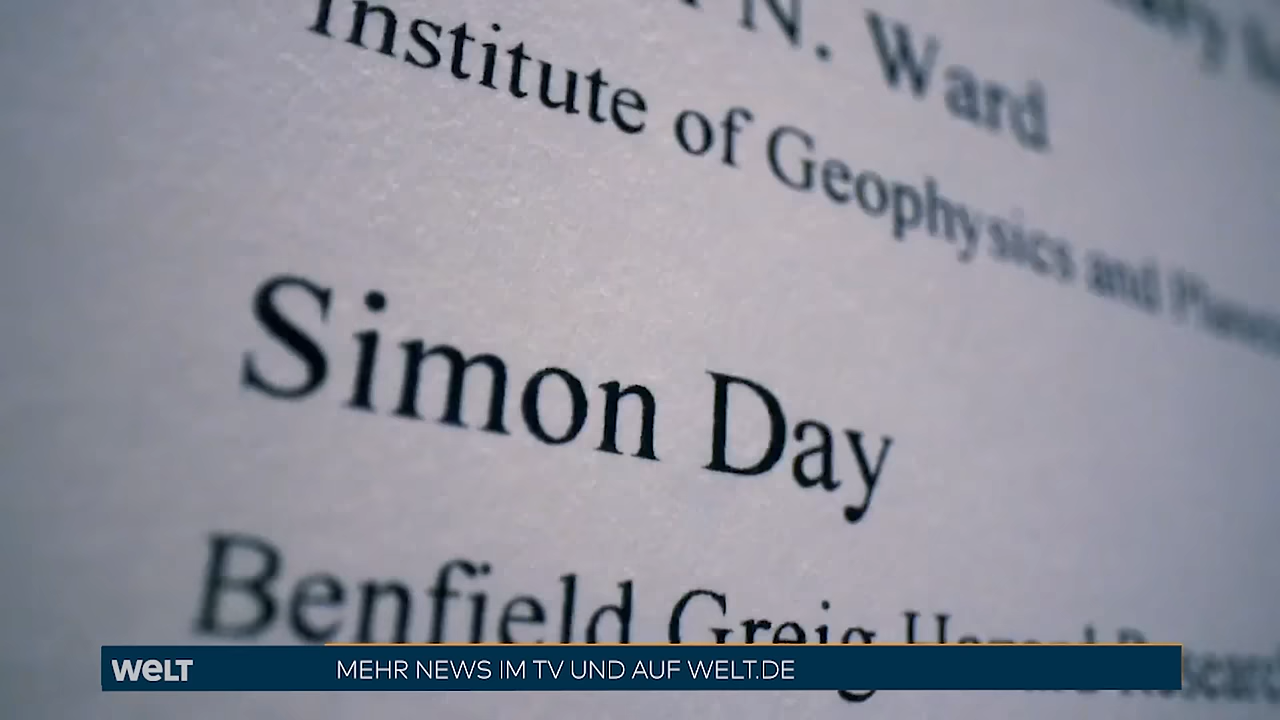 N. Ward
Institute of Geophysics and
Simon Day
Benfield Greig
WELT
MEHR NEWS IM TV UND AUF WELT.DE